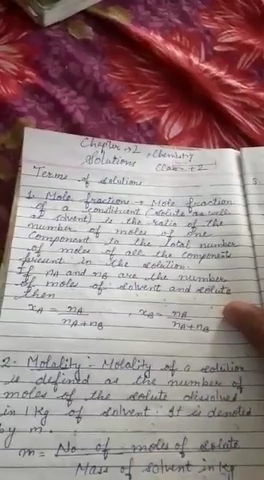 Chapter → 2, Chemistry
Solutions Class: +2
Terms of solutions
1. Mole fraction → Mole fraction
of a constituent (solute as well
as solvent) is the ratio of the
number of moles of one
component to the total number
of moles of all the components
present in the solution.
If nA and nB are the number
of moles of solvent and solute
then
xA = nA / nA + nB , xB = nB / nA + nB
2. Molality:- Molality of a solution
is defined as the number of
moles of the solute dissolved
in 1 Kg of solvent. It is denoted
by m.
m = No. of moles of solute
Mass of solvent in kg